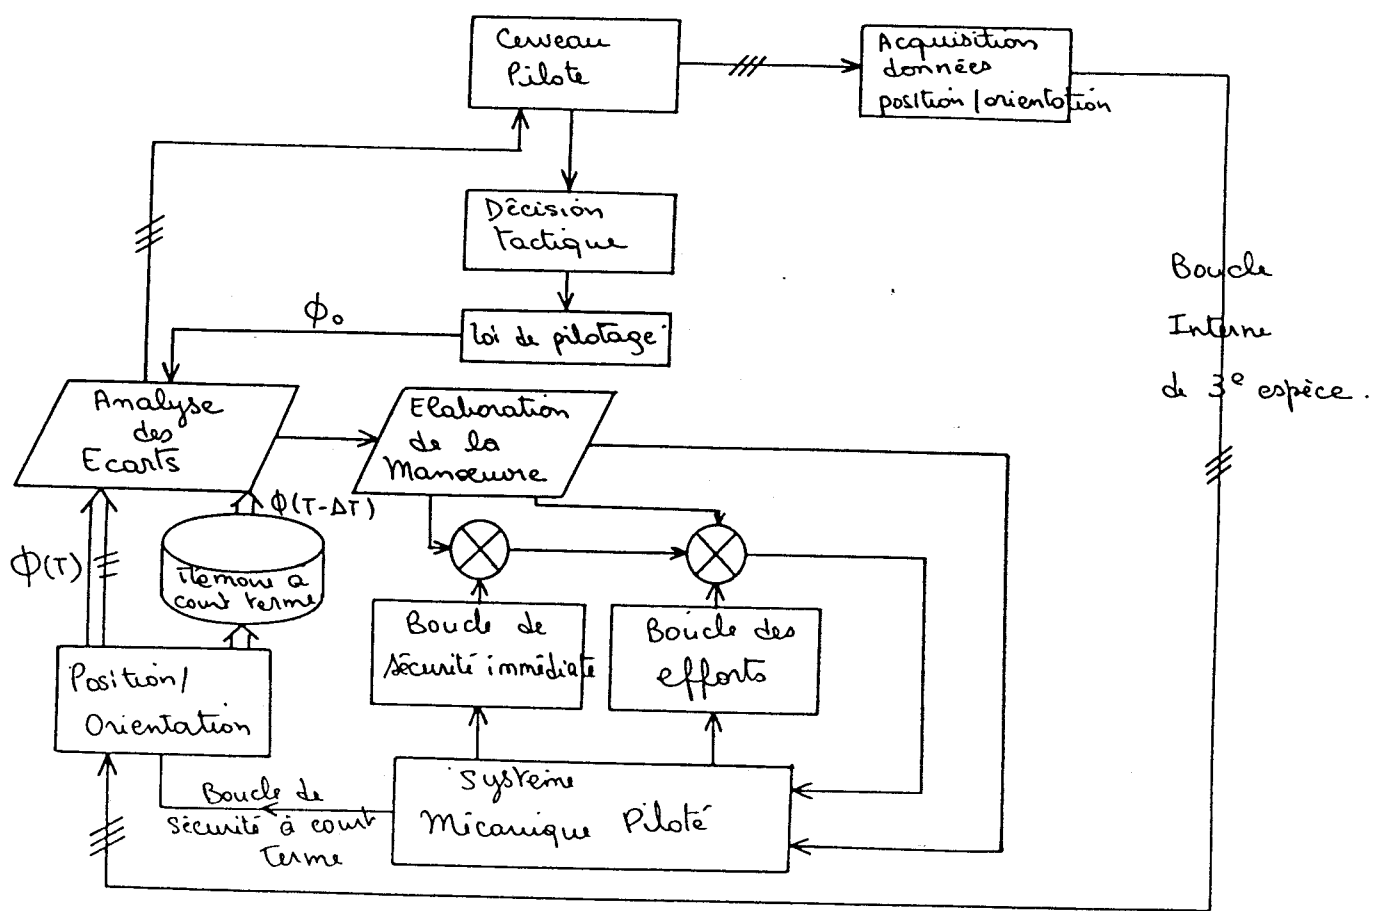 Cerveau
Pilote
Acquisition
données
position/orientation
Décision
tactique
Φ₀
loi de pilotage
Boucle
Interne
de 3e espèce.
Analyse
des
Ecarts
Elaboration
de la
Manœuvre
Φ(T-ΔT)
Φ(T)
Mémoire à
court terme
Boucle de
sécurité immédiate
Boucle des
efforts
Position/
Orientation
Système
Mécanique Piloté
Boucle de
sécurité à court
terme